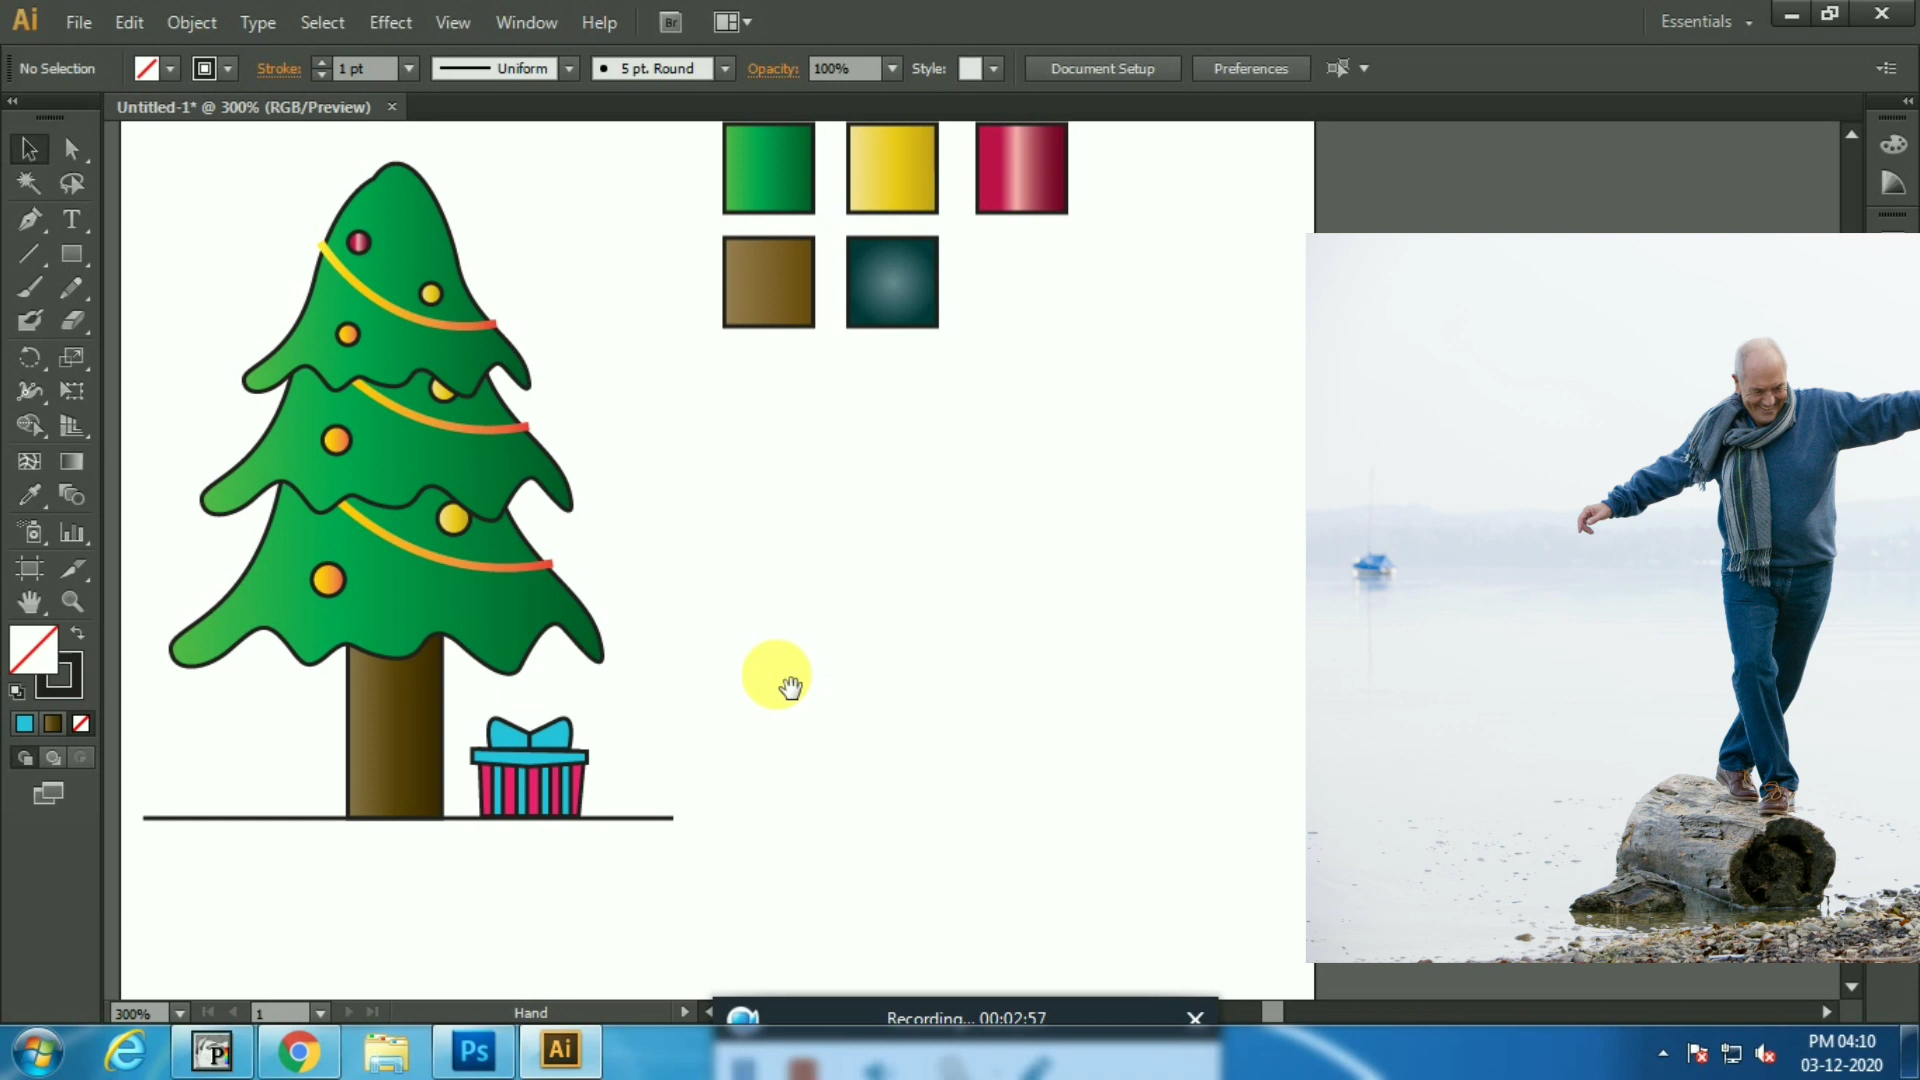 Ai File Edit Object Type Select Effect View Window Help Br Essentials
No Selection Stroke: 1 pt Uniform 5 pt. Round Opacity: 100% Style: Document Setup Preferences
Untitled-1* @ 300% (RGB/Preview)
T
300% 1 Hand
Recording... 00:02:57
P Ps Ai
PM 04:10
03-12-2020